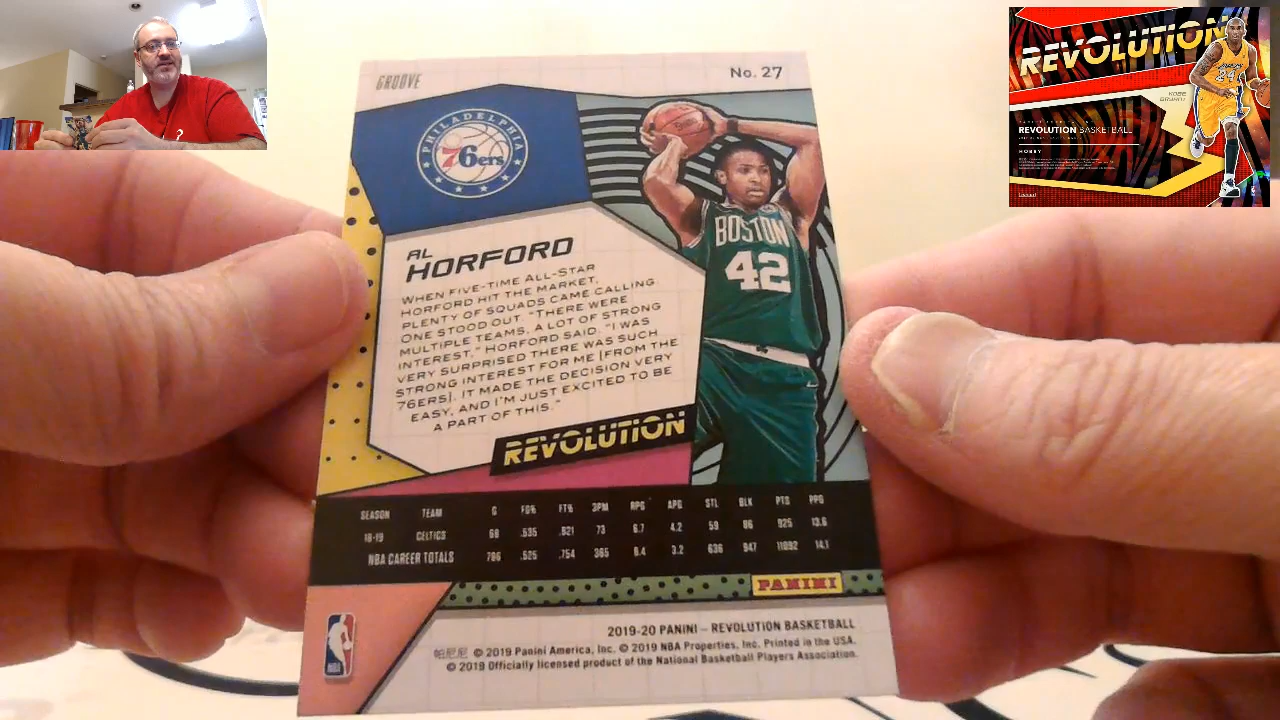 GROOVE
No. 27
PHILADELPHIA
76ers
AL
HORFORD
WHEN FIVE-TIME ALL-STAR
HORFORD HIT THE MARKET,
PLENTY OF SQUADS CAME CALLING.
ONE STOOD OUT. "THERE WERE
MULTIPLE TEAMS, A LOT OF STRONG
INTEREST," HORFORD SAID. "I WAS
VERY SURPRISED THERE WAS SUCH
STRONG INTEREST FOR ME [FROM THE
76ERS]. IT MADE THE DECISION VERY
EASY, AND I'M JUST EXCITED TO BE
A PART OF THIS."
BOSTON
42
REVOLUTION
SEASON TEAM G FG% FT% 3PM RPG APG STL BLK PTS PPG
18-19 CELTICS 68 .535 .821 73 6.7 4.2 59 86 925 13.6
NBA CAREER TOTALS 786 .525 .754 365 8.4 3.2 636 947 11092 14.1
PANINI
NBA
2019-20 PANINI – REVOLUTION BASKETBALL
© 2019 Panini America, Inc. © 2019 NBA Properties, Inc. Printed in the USA.
© 2019 Officially licensed product of the National Basketball Players Association.
REVOLUTION
KOBE
BRYANT
24
REVOLUTION BASKETBALL
HOBBY